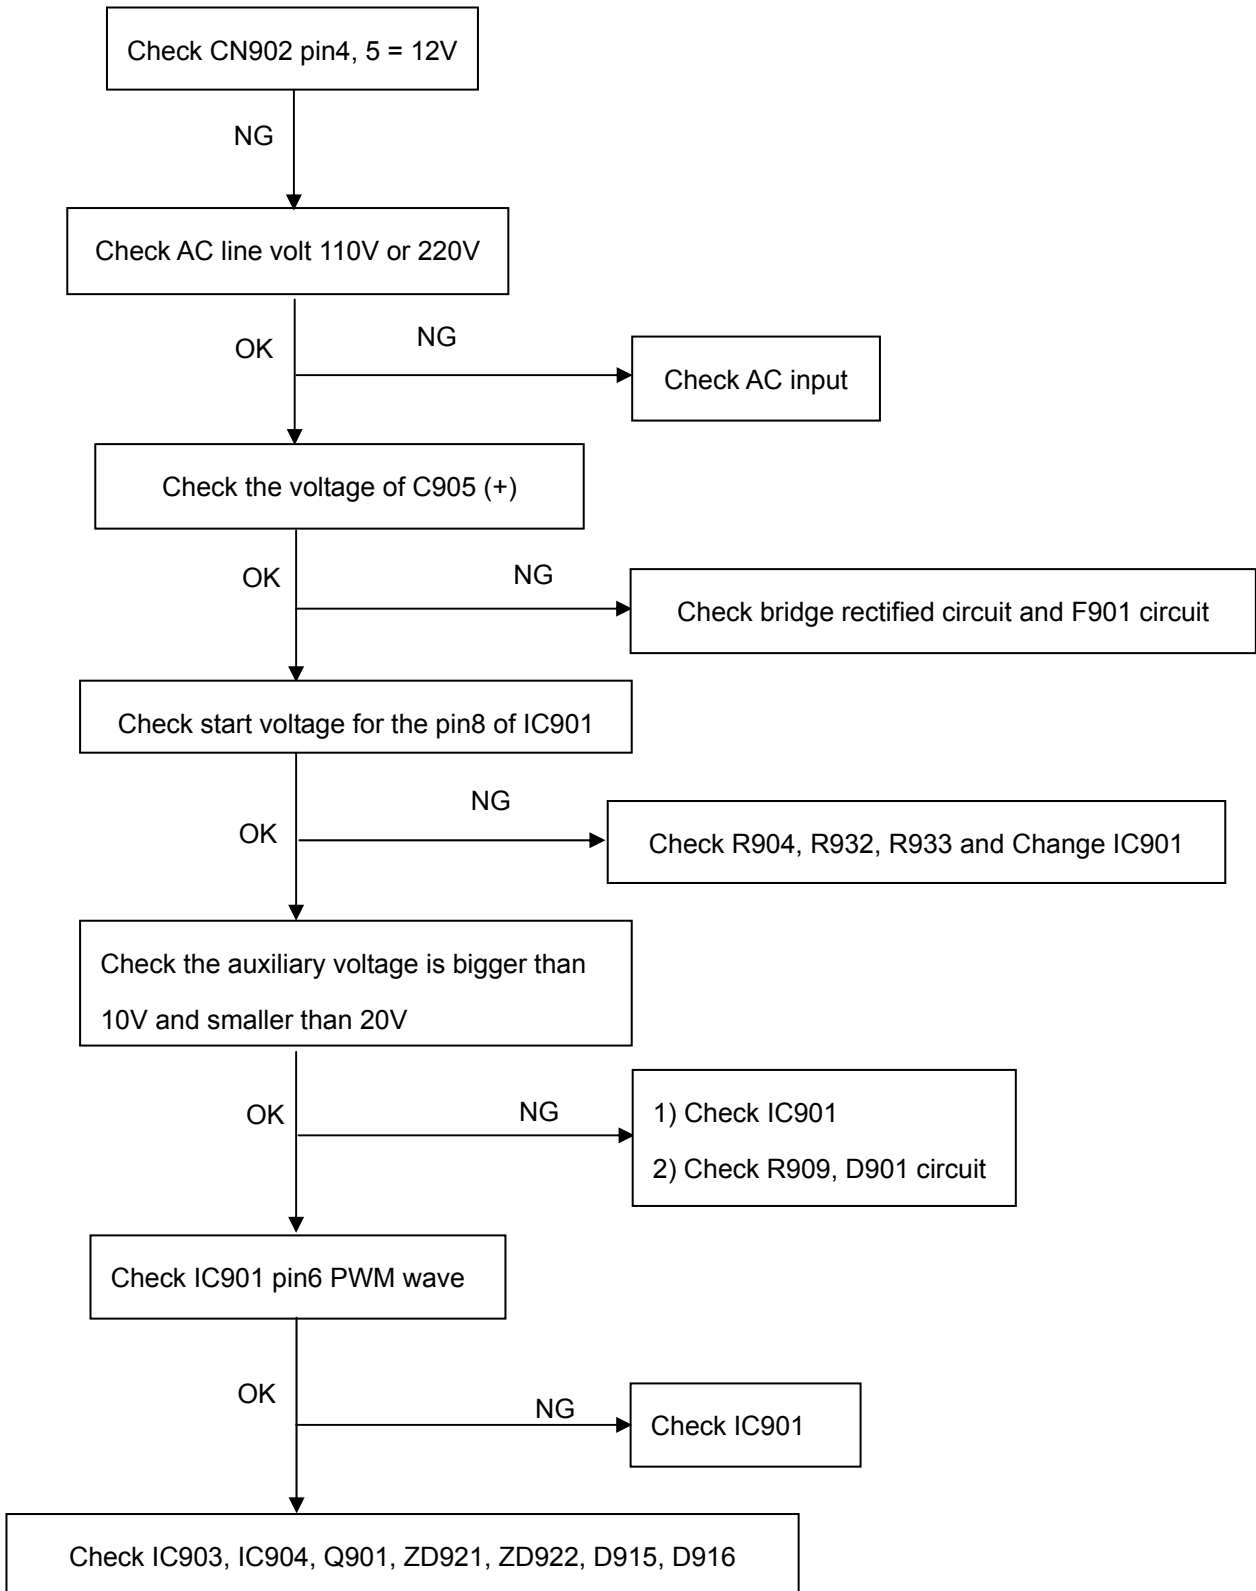 Check CN902 pin4, 5 = 12V
NG
Check AC line volt 110V or 220V
OK
NG
Check AC input
Check the voltage of C905 (+)
OK
NG
Check bridge rectified circuit and F901 circuit
Check start voltage for the pin8 of IC901
OK
NG
Check R904, R932, R933 and Change IC901
Check the auxiliary voltage is bigger than
10V and smaller than 20V
OK
NG
1) Check IC901
2) Check R909, D901 circuit
Check IC901 pin6 PWM wave
OK
NG
Check IC901
Check IC903, IC904, Q901, ZD921, ZD922, D915, D916